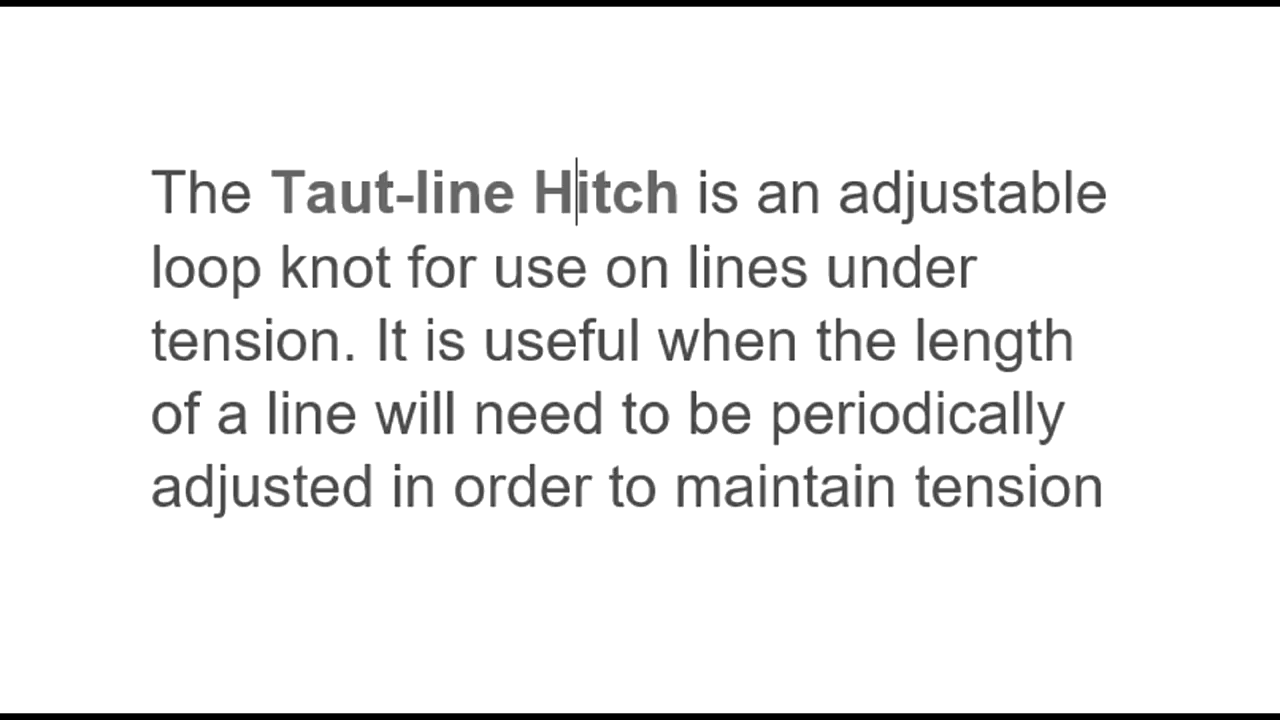 The Taut-line Hitch is an adjustable
loop knot for use on lines under
tension. It is useful when the length
of a line will need to be periodically
adjusted in order to maintain tension